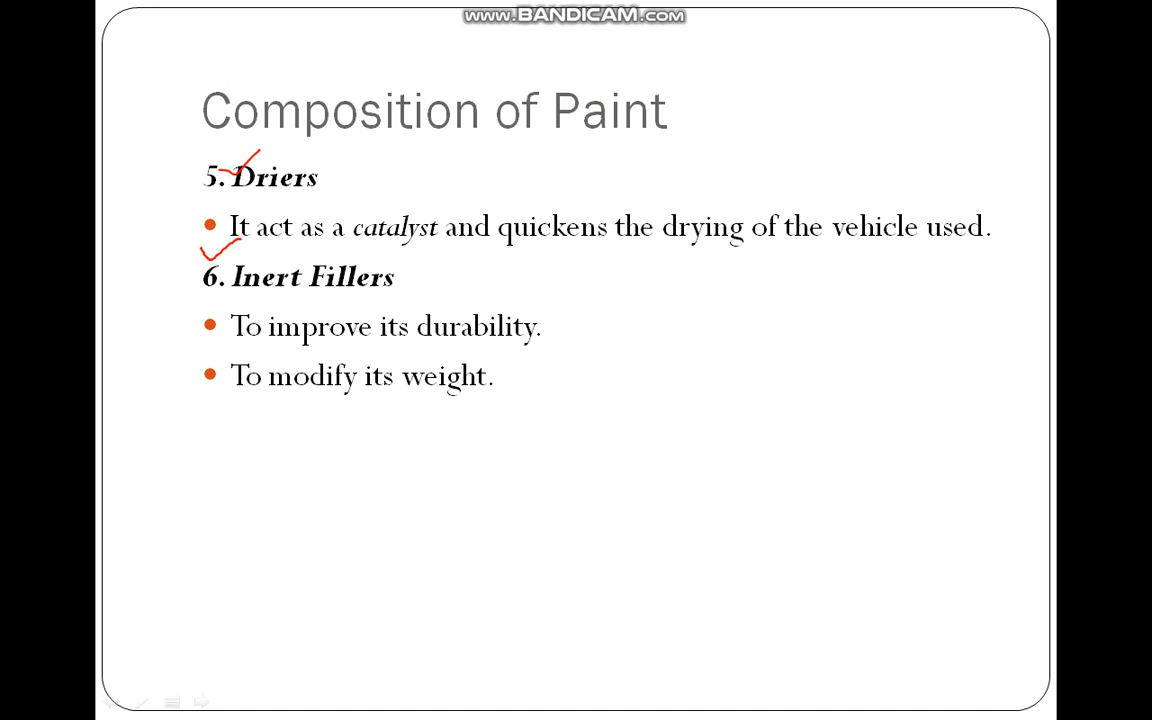 www.BANDICAM.com
Composition of Paint
5. Driers
• It act as a catalyst and quickens the drying of the vehicle used.
6. Inert Fillers
• To improve its durability.
• To modify its weight.